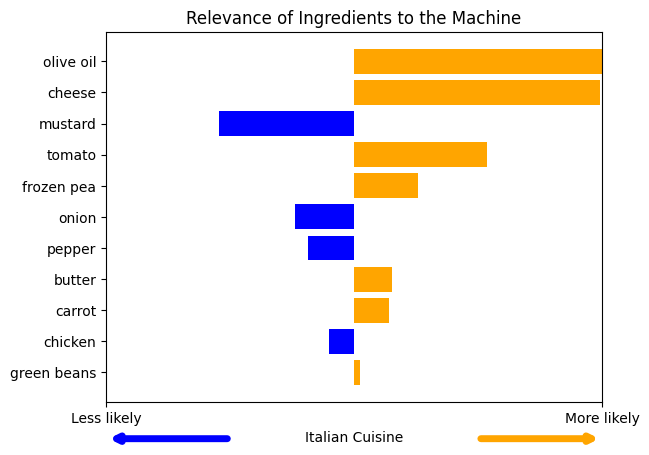 Relevance of Ingredients to the Machine
olive oil
cheese
mustard
tomato
frozen pea
onion
pepper
butter
carrot
chicken
green beans
Less likely
More likely
Italian Cuisine